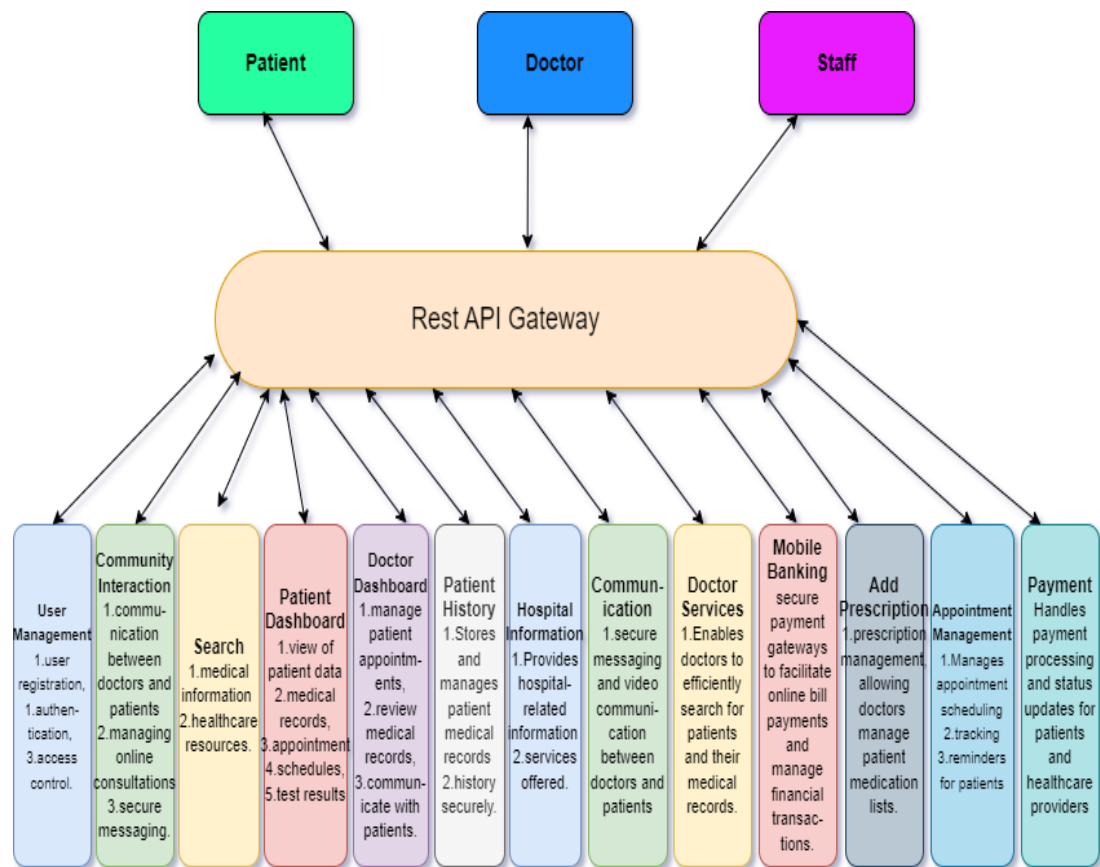 Patient
Doctor
Staff
Rest API Gateway
User
Management
1.user
registration,
1.authen-
tication,
3.access
control.
Community
Interaction
1.commu-
nication
between
doctors and
patients
2.managing
online
consultations
3.secure
messaging.
Search
1.medical
information
2.healthcare
resources.
Patient
Dashboard
1.view of
patient data
2.medical
records,
3.appointment
4.schedules,
5.test results
Doctor
Dashboard
1.manage
patient
appointm-
ents,
2.review
medical
records,
3.commu-
nicate with
patients.
Patient
History
1.Stores
and
manages
patient
medical
records
2.history
securely.
Hospital
Information
1.Provides
hospital-
related
information
2.services
offered.
Commun-
ication
1.secure
messaging
and video
communi-
cation
between
doctors and
patients
Doctor
Services
1.Enables
doctors to
efficiently
search for
patients
and their
medical
records.
Mobile
Banking
secure
payment
gateways
to facilitate
online bill
payments
and
manage
financial
transac-
tions.
Add
Prescription
1.prescription
management,
allowing
doctors
manage
patient
medication
lists.
Appointment
Management
1.Manages
appointment
scheduling
2.tracking
3.reminders
for patients
Payment
Handles
payment
processing
and status
updates for
patients
and
healthcare
providers